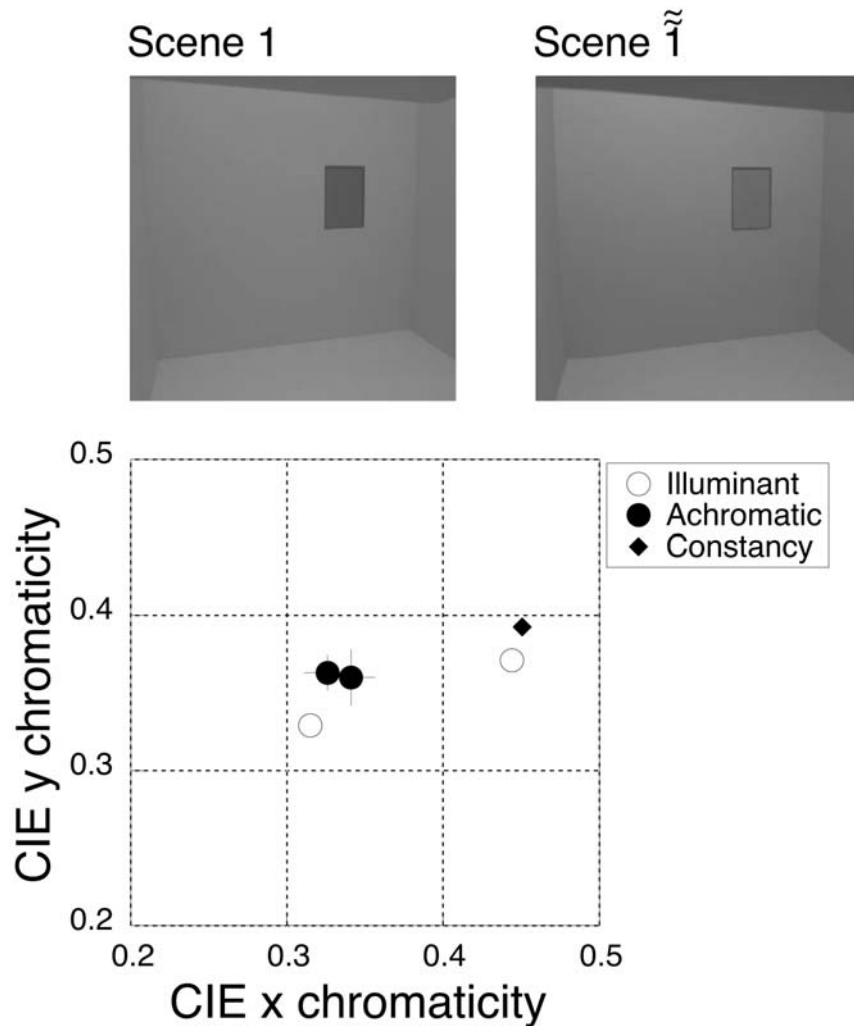 Scene 1
Scene 1̃̃
0.5
0.4
0.3
0.2
0.2 0.3 0.4 0.5
CIE y chromaticity
CIE x chromaticity
Illuminant
Achromatic
Constancy